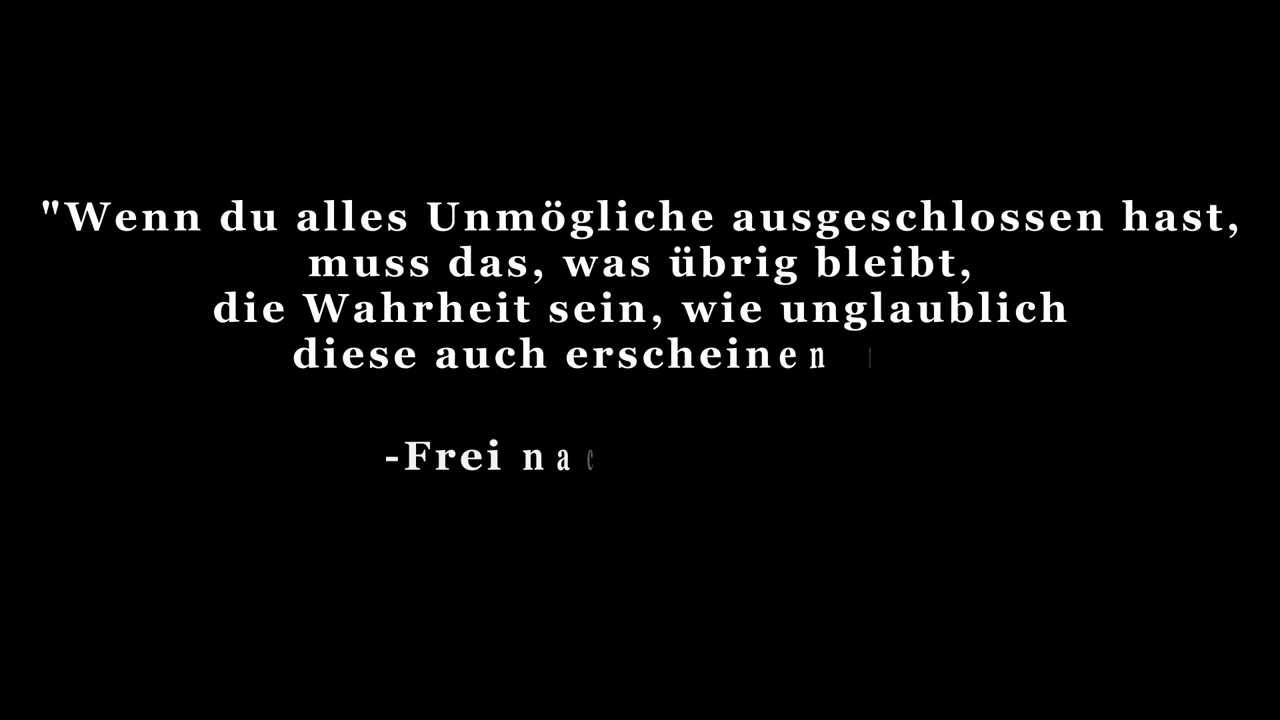 "Wenn du alles Unmögliche ausgeschlossen hast,
muss das, was übrig bleibt,
die Wahrheit sein, wie unglaublich
diese auch erscheinen
-Frei nac